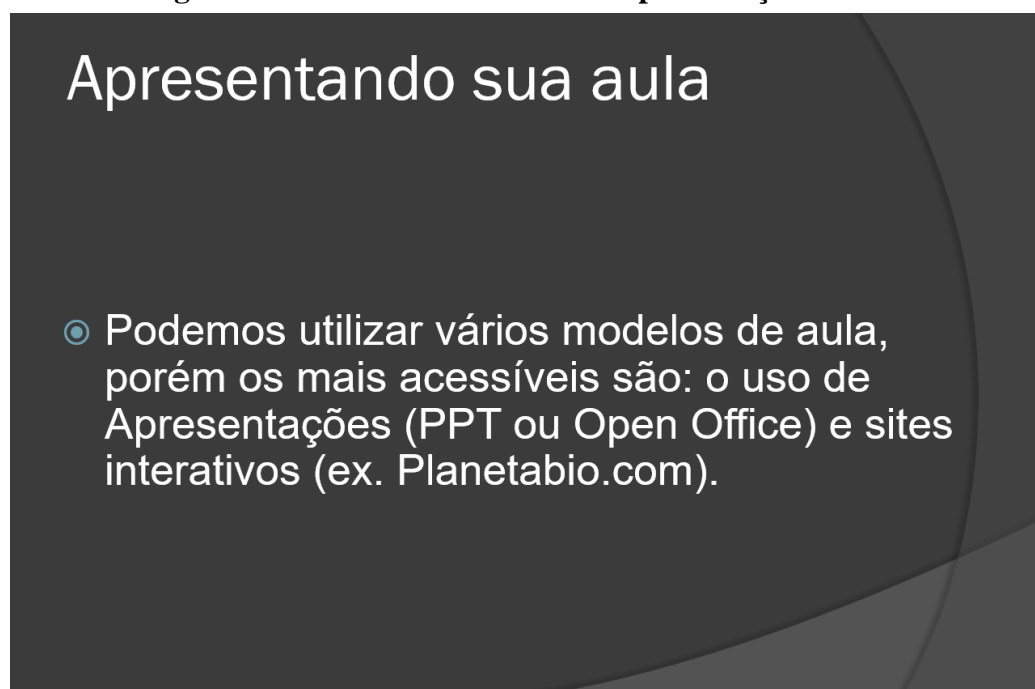 Apresentando sua aula
Podemos utilizar vários modelos de aula,
porém os mais acessíveis são: o uso de
Apresentações (PPT ou Open Office) e sites
interativos (ex. Planetabio.com).